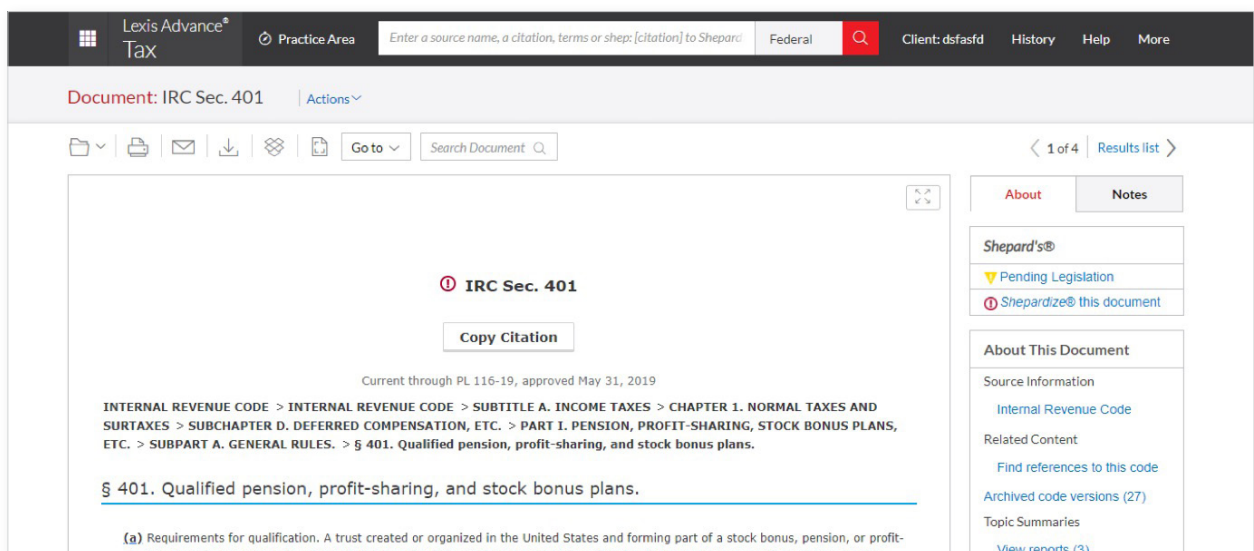 Lexis Advance®
Tax
Practice Area
Enter a source name, a citation, terms or shep: [citation] to Shepard
Federal
Client: dsfasfd
History
Help
More
Document: IRC Sec. 401
Actions
Go to
Search Document
1 of 4
Results list
About
Notes
Shepard's®
Pending Legislation
Shepardize® this document
About This Document
Source Information
Internal Revenue Code
Related Content
Find references to this code
Archived code versions (27)
Topic Summaries
View reports (3)
IRC Sec. 401
Copy Citation
Current through PL 116-19, approved May 31, 2019
INTERNAL REVENUE CODE > INTERNAL REVENUE CODE > SUBTITLE A. INCOME TAXES > CHAPTER 1. NORMAL TAXES AND
SURTAXES > SUBCHAPTER D. DEFERRED COMPENSATION, ETC. > PART I. PENSION, PROFIT-SHARING, STOCK BONUS PLANS,
ETC. > SUBPART A. GENERAL RULES. > § 401. Qualified pension, profit-sharing, and stock bonus plans.
§ 401. Qualified pension, profit-sharing, and stock bonus plans.
(a) Requirements for qualification. A trust created or organized in the United States and forming part of a stock bonus, pension, or profit-